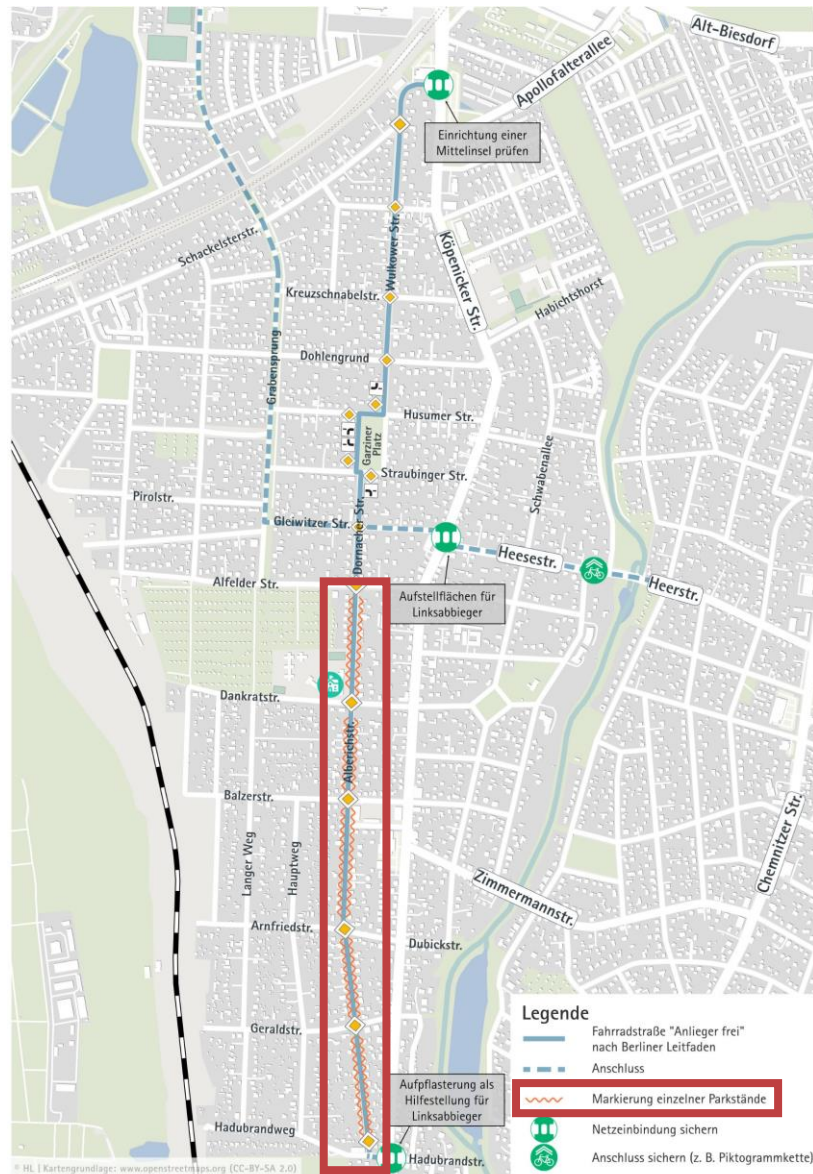 Alt-Biesdorf
Apollofalterallee
Einrichtung einer
Mittelinsel prüfen
Schackelsterstr.
Wulkower Str.
Köpenicker Str.
Kreuzschnabelstr.
Habichtshorst
Grabensprung
Dohlengrund
Husumer Str.
Garziner
Platz
Straubinger Str.
Schwabenallee
Pirolstr.
Gleiwitzer Str.
Dornacher Str.
Heesestr.
Heerstr.
Alfelder Str.
Aufstellflächen für
Linksabbieger
Dankratstr.
Alberichstr.
Balzerstr.
Langer Weg
Hauptweg
Chemnitzer Str.
Zimmermannstr.
Arnfriedstr.
Dubickstr.
Geraldstr.
Aufpflasterung als
Hilfestellung für
Linksabbieger
Hadubrandweg
Hadubrandstr.
Legende
Fahrradstraße "Anlieger frei"
nach Berliner Leitfaden
Anschluss
Markierung einzelner Parkstände
Netzeinbindung sichern
Anschluss sichern (z. B. Piktogrammkette)
© HL | Kartengrundlage: www.openstreetmaps.org (CC-BY-SA 2.0)